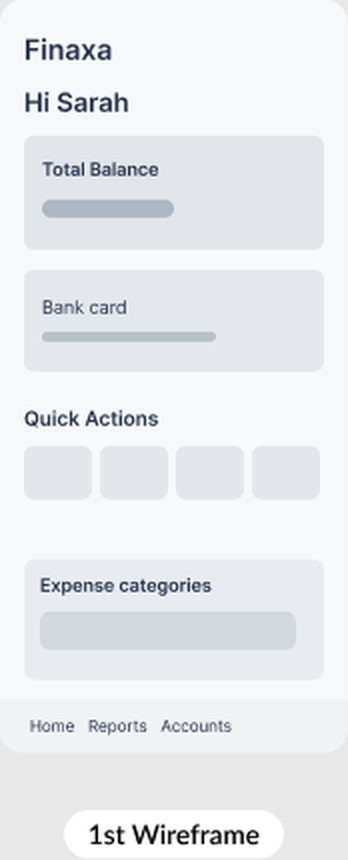 Finaxa
Hi Sarah
Total Balance
Bank card
Quick Actions
Expense categories
Home Reports Accounts
1st Wireframe